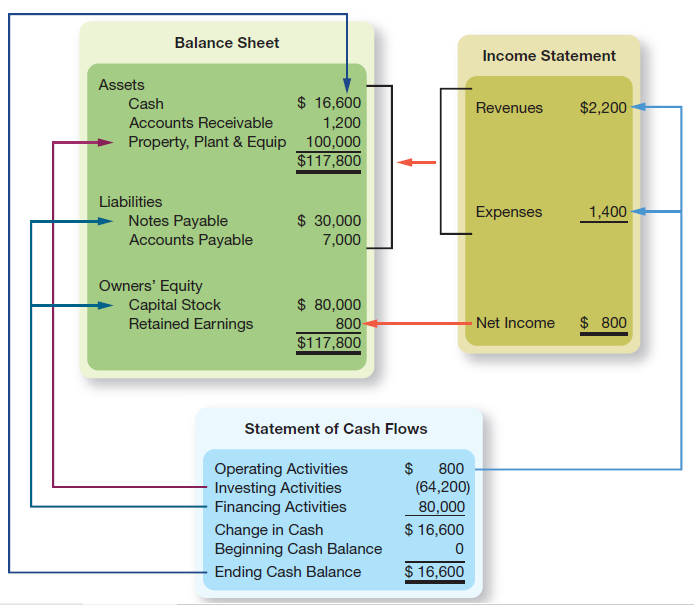 Balance Sheet
Assets
Cash $ 16,600
Accounts Receivable 1,200
Property, Plant & Equip 100,000
$117,800
Liabilities
Notes Payable $ 30,000
Accounts Payable 7,000
Owners' Equity
Capital Stock $ 80,000
Retained Earnings 800
$117,800
Income Statement
Revenues $2,200
Expenses 1,400
Net Income $ 800
Statement of Cash Flows
Operating Activities $ 800
Investing Activities (64,200)
Financing Activities 80,000
Change in Cash $ 16,600
Beginning Cash Balance 0
Ending Cash Balance $ 16,600